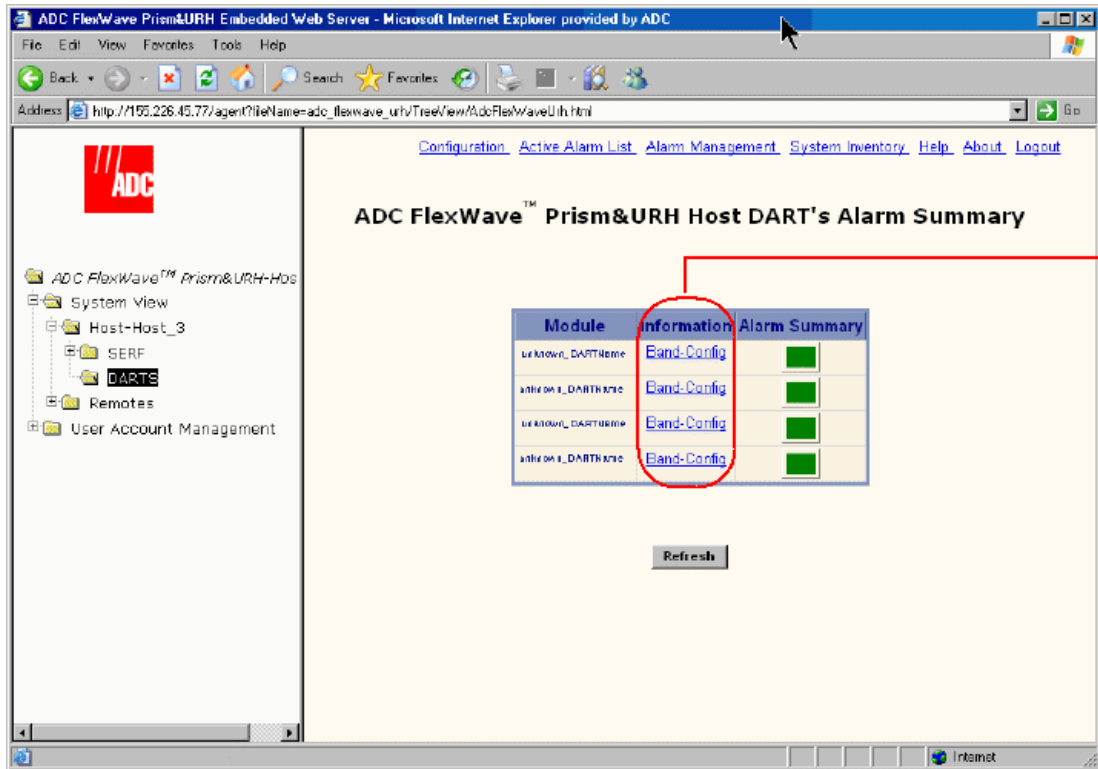 ADC FlexWave Prism&URH Embedded Web Server - Microsoft Internet Explorer provided by ADC
File Edit View Favorites Tools Help
Back Search Favorites
Address http://155.226.45.77/agent?fileName=adc_flexwave_urh/TreeView/AdcFlexWaveUrh.html Go
ADC
Configuration Active Alarm List Alarm Management System Inventory Help About Logout
ADC FlexWave™ Prism&URH Host DART's Alarm Summary
ADC FlexWave™ Prism&URH-Hos
System View
Host-Host_3
SERF
DARTS
Remotes
User Account Management
Module Information Alarm Summary
unknown_DARTName Band-Config
unknown_DARTName Band-Config
unknown_DARTName Band-Config
unknown_DARTName Band-Config
Refresh
Internet